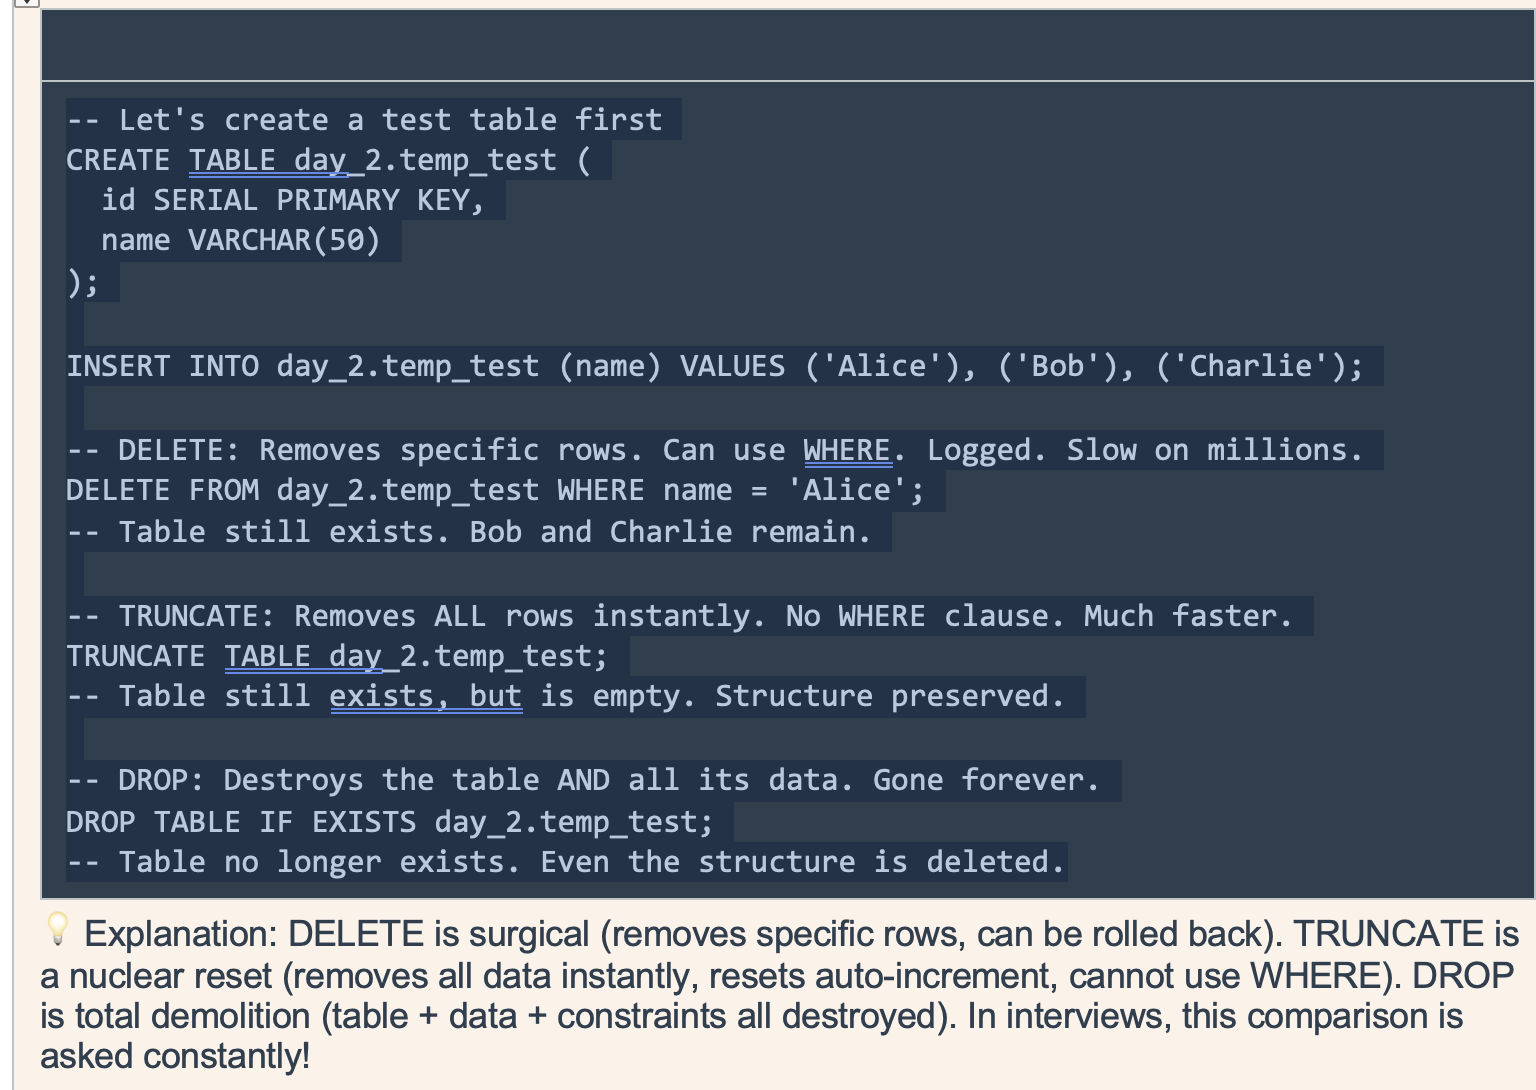 -- Let's create a test table first
CREATE TABLE day_2.temp_test (
  id SERIAL PRIMARY KEY,
  name VARCHAR(50)
);
INSERT INTO day_2.temp_test (name) VALUES ('Alice'), ('Bob'), ('Charlie');
-- DELETE: Removes specific rows. Can use WHERE. Logged. Slow on millions.
DELETE FROM day_2.temp_test WHERE name = 'Alice';
-- Table still exists. Bob and Charlie remain.
-- TRUNCATE: Removes ALL rows instantly. No WHERE clause. Much faster.
TRUNCATE TABLE day_2.temp_test;
-- Table still exists, but is empty. Structure preserved.
-- DROP: Destroys the table AND all its data. Gone forever.
DROP TABLE IF EXISTS day_2.temp_test;
-- Table no longer exists. Even the structure is deleted.
💡 Explanation: DELETE is surgical (removes specific rows, can be rolled back). TRUNCATE is
a nuclear reset (removes all data instantly, resets auto-increment, cannot use WHERE). DROP
is total demolition (table + data + constraints all destroyed). In interviews, this comparison is
asked constantly!